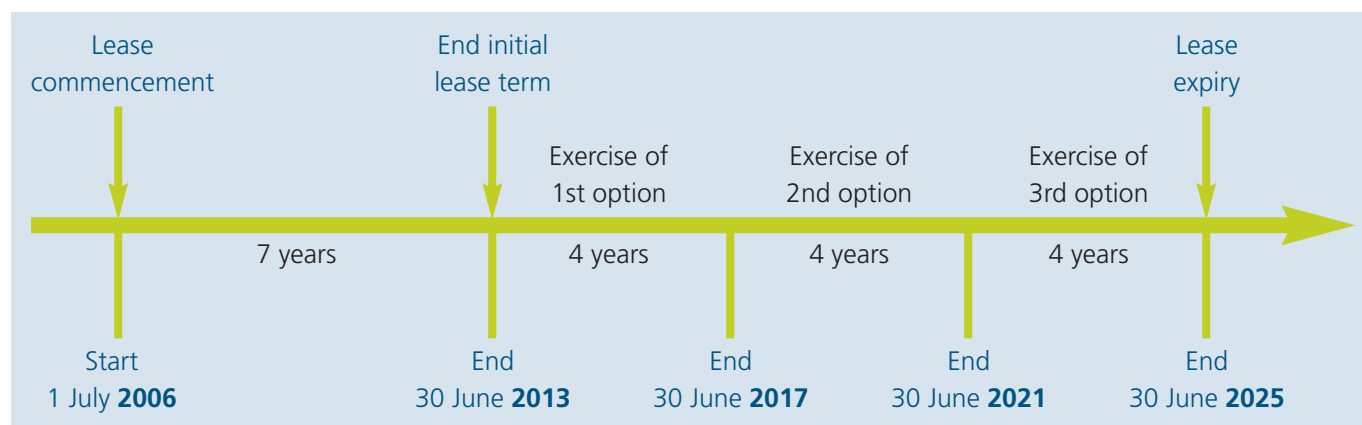 Lease
commencement
End initial
lease term
Lease
expiry
Exercise of
1st option
Exercise of
2nd option
Exercise of
3rd option
7 years
4 years
4 years
4 years
Start
1 July 2006
End
30 June 2013
End
30 June 2017
End
30 June 2021
End
30 June 2025